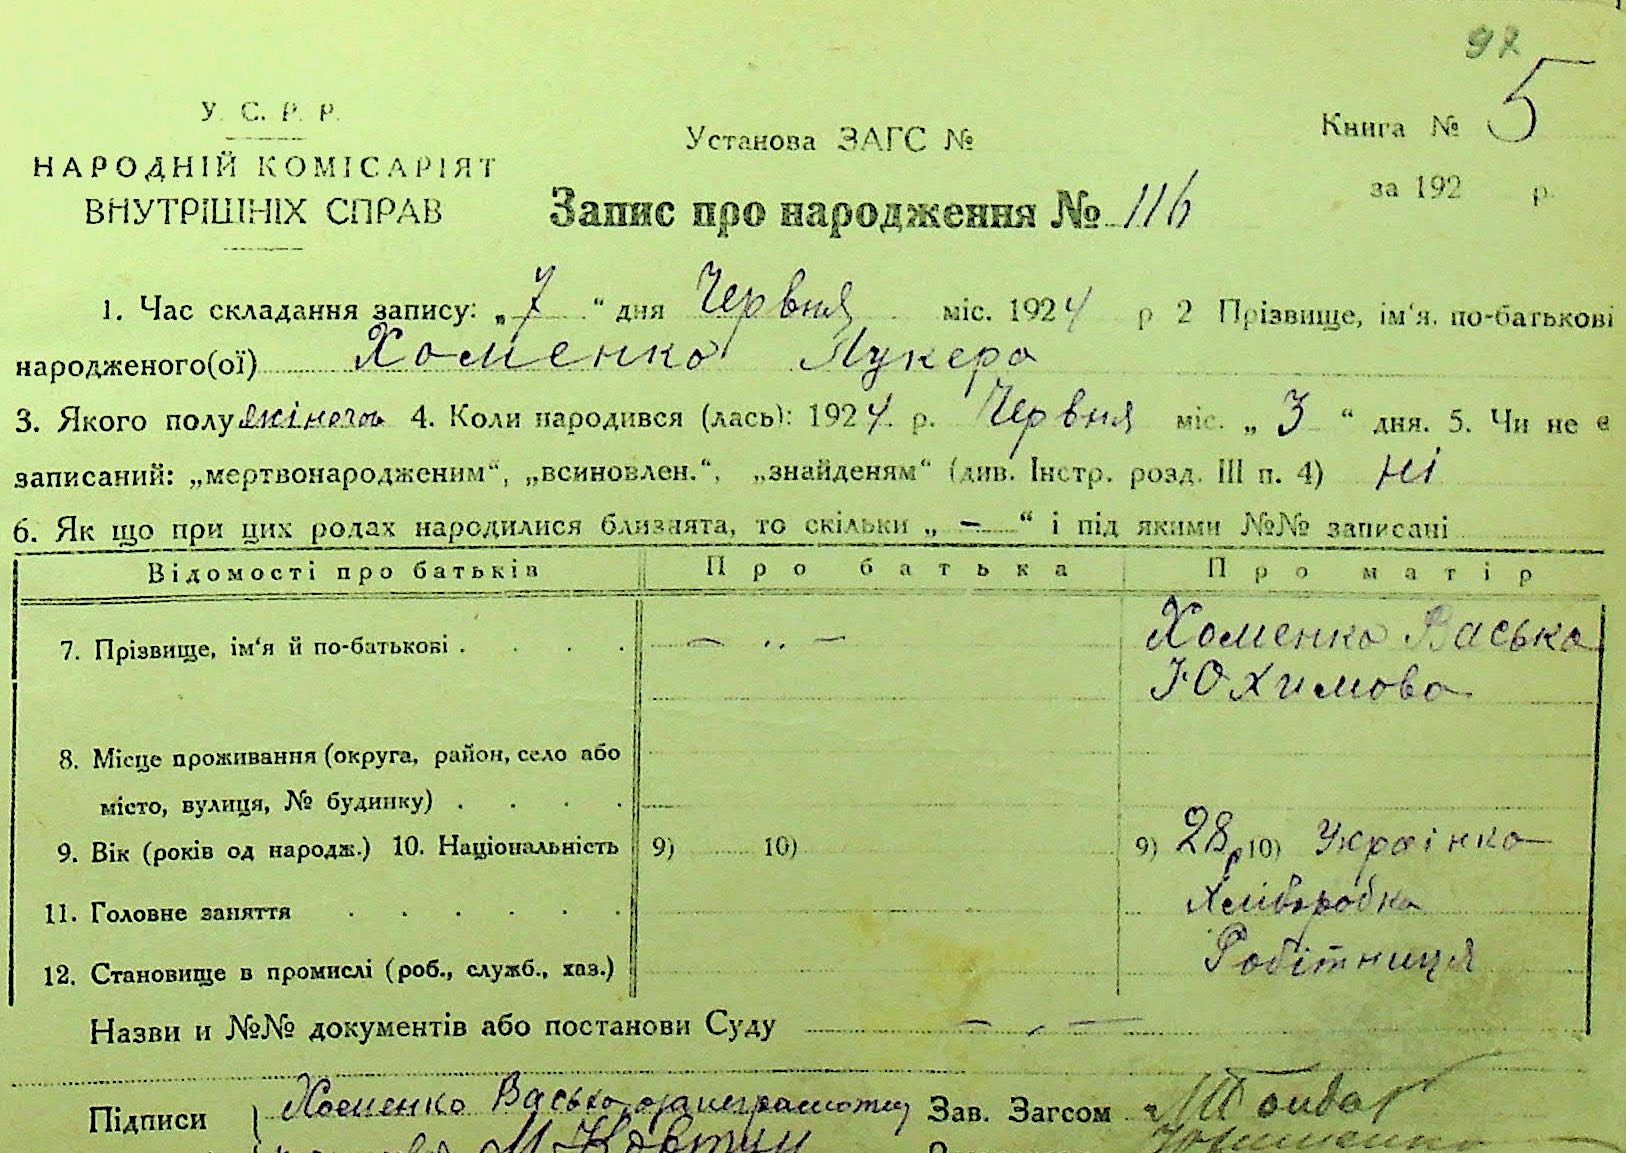 92
У. С. Р. Р.
НАРОДНІЙ КОМІСАРІЯТ
ВНУТРІШНІХ СПРАВ
Установа ЗАГС №
Книга № 5
за 192 р.
Запис про народження № 116
1. Час складання запису: „7“ дня Червня міс. 1924 р 2 Прізвище, ім‘я, по-батькові
народженого(ої) Хоменко Лукера
3. Якого полу жіночого 4. Коли народився (лась): 1924 р. Червня міс. „3“ дня. 5. Чи не є
записаний: „мертвонародженим“, „всиновлен.“, „знайденям“ (див. Інстр. розд. III п. 4) ні
6. Як що при цих родах народилися близнята, то скільки „ – “ і під якими №№ записані
Відомості про батьків Про батька Про матір
7. Прізвище, ім‘я й по-батькові . . . . — „ — Хоменко Васька
Юхимова
8. Місце проживання (округа, район, село або
місто, вулиця, № будинку) . . . .
9. Вік (років од народж.) 10. Національність 9) 10) 9) 28 р 10) Українка
11. Головне заняття . . . . . . Хліборобка
12. Становище в промислі (роб., служб., хаз.) Робітниця
Назви и №№ документів або постанови Суду — „ —
Підписи Хоменко Васька Зав. Загсом
М Ковтун